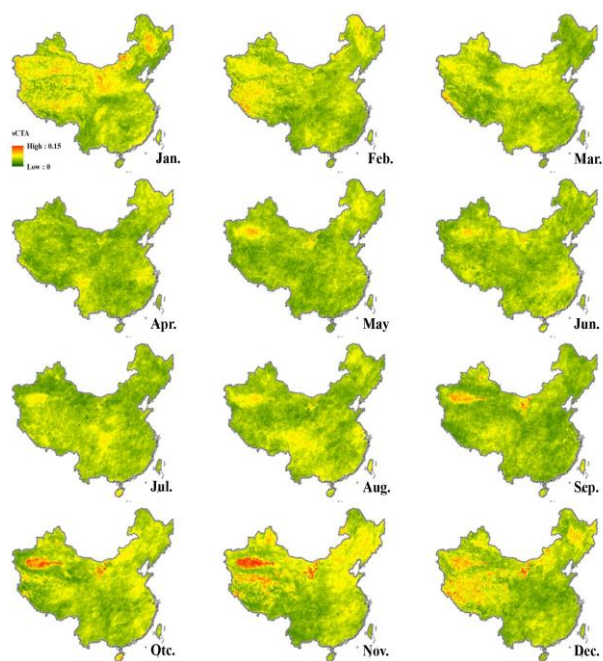 sCTA
High : 0.15
Low : 0
Jan.
Feb.
Mar.
Apr.
May
Jun.
Jul.
Aug.
Sep.
Otc.
Nov.
Dec.